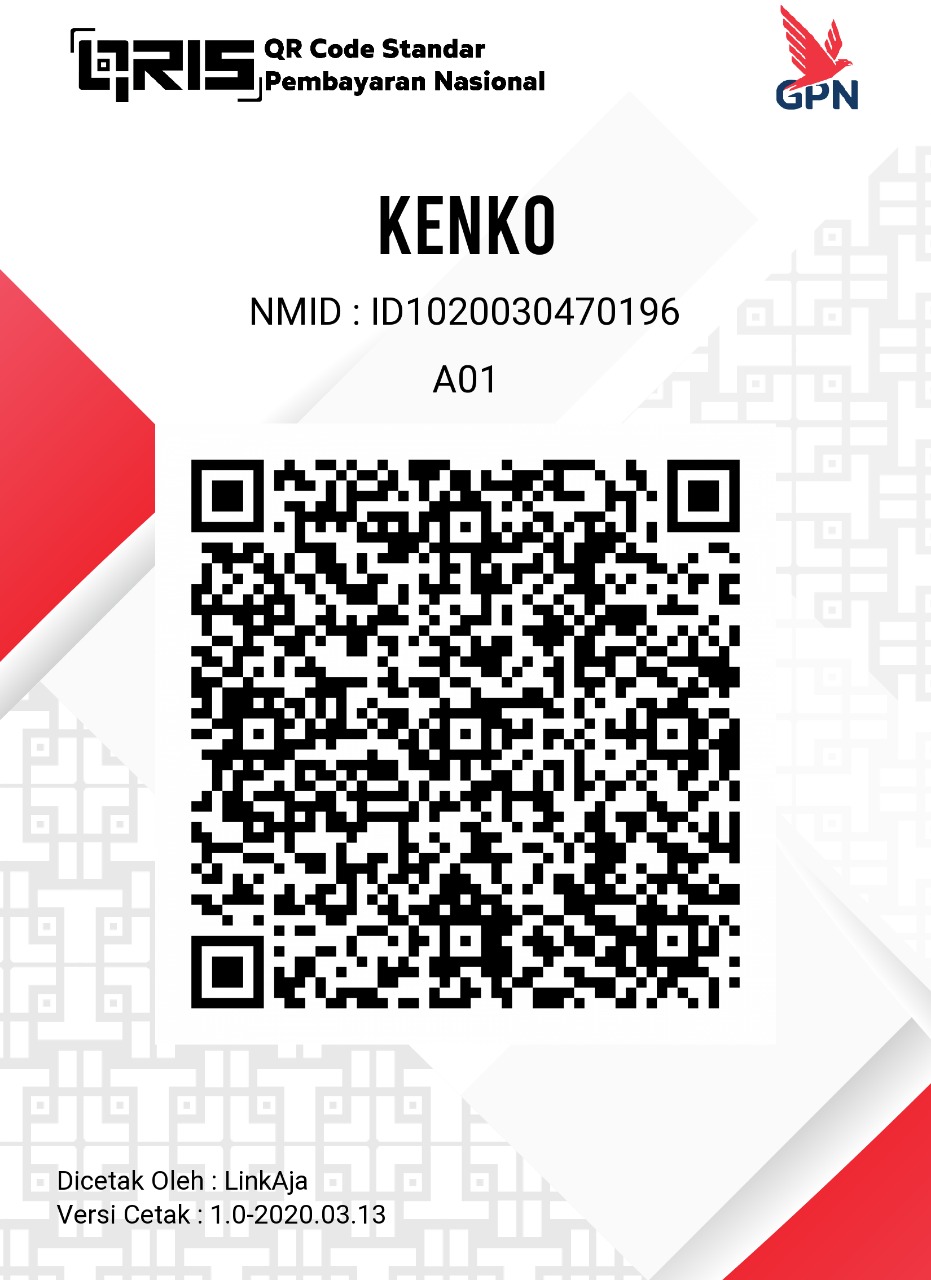 QRIS QR Code Standar
Pembayaran Nasional
GPN
KENKO
NMID : ID1020030470196
A01
Dicetak Oleh : LinkAja
Versi Cetak : 1.0-2020.03.13